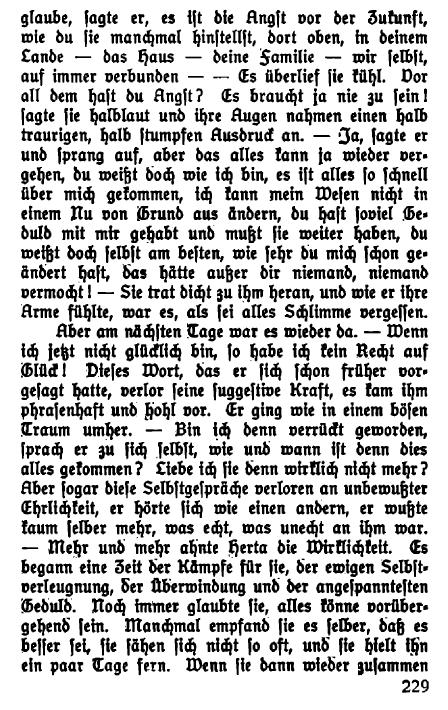 glaube, sagte er, es ist die Angst vor der Zukunft,
wie du sie manchmal hinstellst, dort oben, in deinem
Lande — das Haus — deine Familie — wir selbst,
auf immer verbunden — — Es überlief sie kühl. Vor
all dem hast du Angst? Es braucht ja nie zu sein!
sagte sie halblaut und ihre Augen nahmen einen halb
traurigen, halb stumpfen Ausdruck an. — Ja, sagte er
und sprang auf, aber das alles kann ja wieder ver-
gehen, du weißt doch wie ich bin, es ist alles so schnell
über mich gekommen, ich kann mein Wesen nicht in
einem Nu von Grund aus ändern, du hast soviel Ge-
duld mit mir gehabt und mußt sie weiter haben, du
weißt doch selbst am besten, wie sehr du mich schon ge-
ändert hast, das hätte außer dir niemand, niemand
vermocht! — Sie trat dicht zu ihm heran, und wie er ihre
Arme fühlte, war es, als sei alles Schlimme vergessen.
Aber am nächsten Tage war es wieder da. — Wenn
ich jetzt nicht glücklich bin, so habe ich kein Recht auf
Glück! Dieses Wort, das er sich schon früher vor-
gesagt hatte, verlor seine suggestive Kraft, es kam ihm
phrasenhaft und hohl vor. Er ging wie in einem bösen
Traum umher. — Bin ich denn verrückt geworden,
sprach er zu sich selbst, wie und wann ist denn dies
alles gekommen? Liebe ich sie denn wirklich nicht mehr?
Aber sogar diese Selbstgespräche verloren an unbewußter
Ehrlichkeit, er hörte sich wie einen andern, er wußte
kaum selber mehr, was echt, was unecht an ihm war.
— Mehr und mehr ahnte Herta die Wirklichkeit. Es
begann eine Zeit der Kämpfe für sie, der ewigen Selbst-
verleugnung, der Überwindung und der angespanntesten
Geduld. Noch immer glaubte sie, alles könne vorüber-
gehend sein. Manchmal empfand sie es selber, daß es
besser sei, sie sähen sich nicht so oft, und sie hielt ihn
ein paar Tage fern. Wenn sie dann wieder zusammen
229